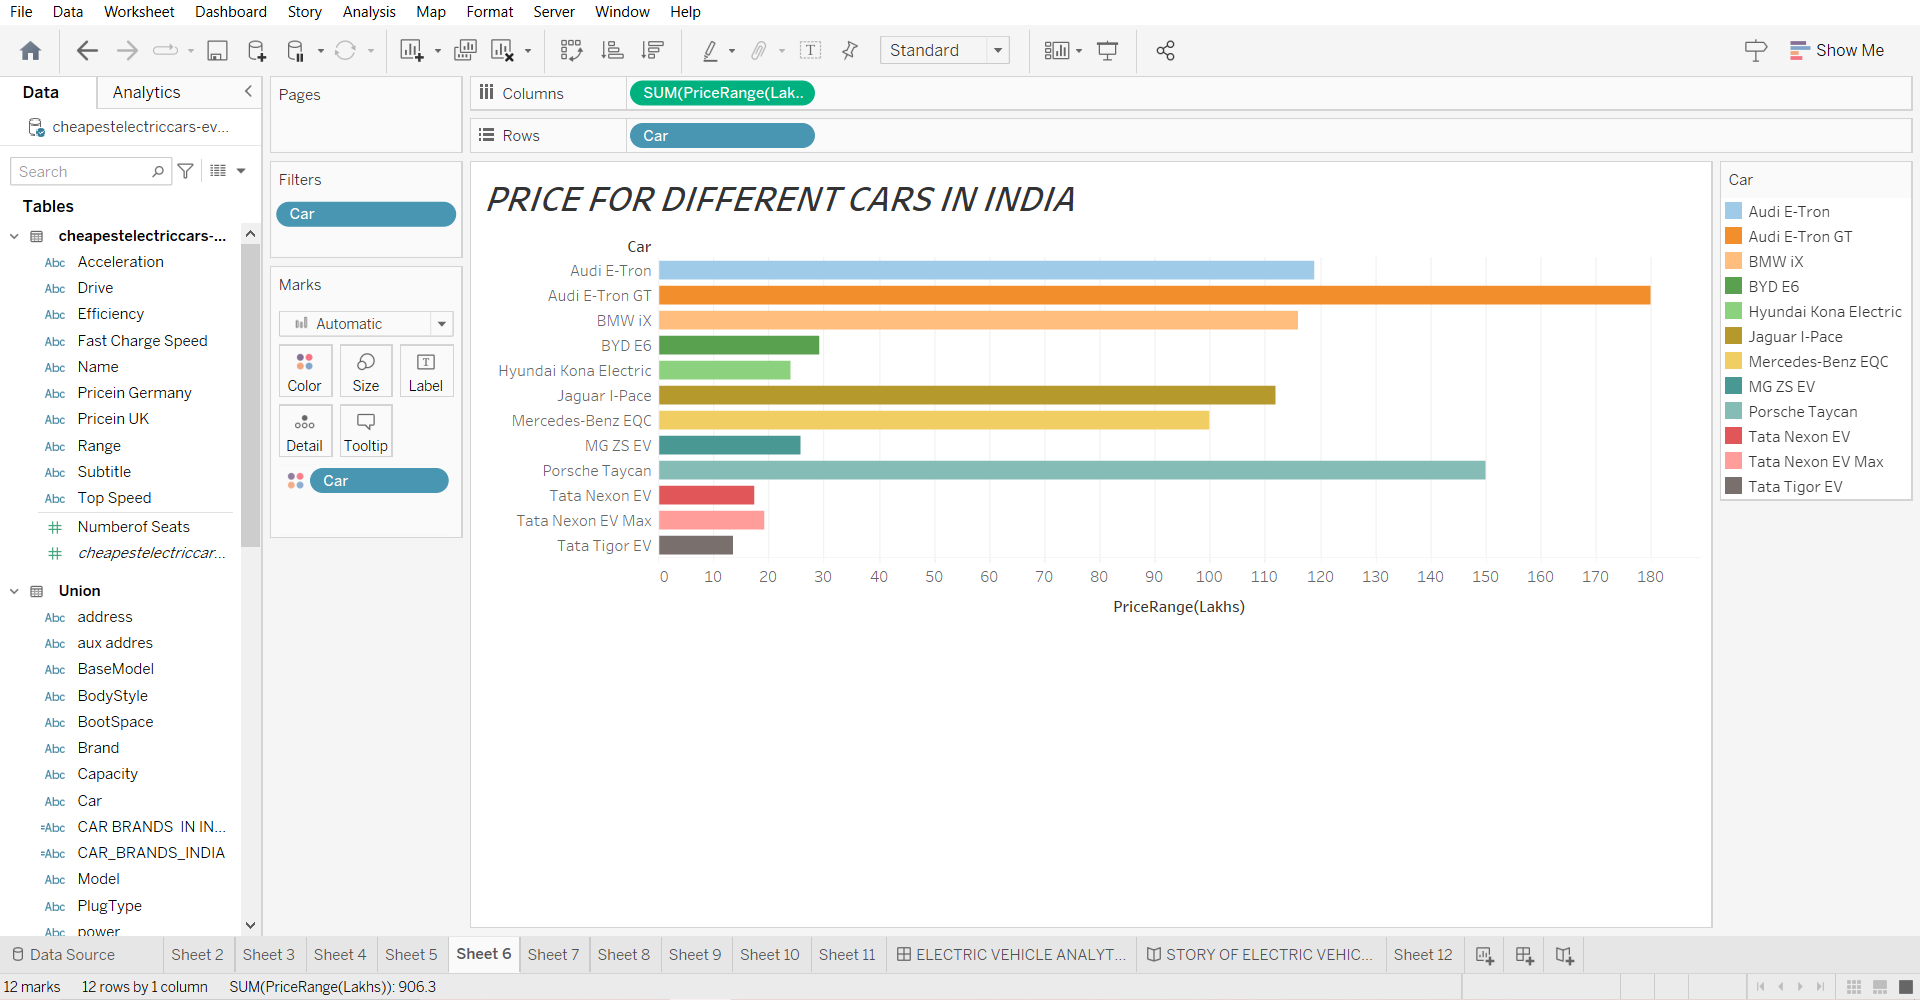 File Data Worksheet Dashboard Story Analysis Map Format Server Window Help
Standard
Show Me
Data Analytics
cheapestelectriccars-ev...
Search
Tables
cheapestelectriccars-...
Abc Acceleration
Abc Drive
Abc Efficiency
Abc Fast Charge Speed
Abc Name
Abc Pricein Germany
Abc Pricein UK
Abc Range
Abc Subtitle
Abc Top Speed
# Numberof Seats
# cheapestelectriccar...
Union
Abc address
Abc aux addres
Abc BaseModel
Abc BodyStyle
Abc BootSpace
Abc Brand
Abc Capacity
Abc Car
=Abc CAR BRANDS IN IN...
=Abc CAR_BRANDS_INDIA
Abc Model
Abc PlugType
Abc power
Pages
Filters
Car
Marks
Automatic
Color Size Label
Detail Tooltip
Car
Columns SUM(PriceRange(Lak..
Rows Car
PRICE FOR DIFFERENT CARS IN INDIA
Car
Audi E-Tron
Audi E-Tron GT
BMW iX
BYD E6
Hyundai Kona Electric
Jaguar I-Pace
Mercedes-Benz EQC
MG ZS EV
Porsche Taycan
Tata Nexon EV
Tata Nexon EV Max
Tata Tigor EV
0 10 20 30 40 50 60 70 80 90 100 110 120 130 140 150 160 170 180
PriceRange(Lakhs)
Car
Audi E-Tron
Audi E-Tron GT
BMW iX
BYD E6
Hyundai Kona Electric
Jaguar I-Pace
Mercedes-Benz EQC
MG ZS EV
Porsche Taycan
Tata Nexon EV
Tata Nexon EV Max
Tata Tigor EV
Data Source Sheet 2 Sheet 3 Sheet 4 Sheet 5 Sheet 6 Sheet 7 Sheet 8 Sheet 9 Sheet 10 Sheet 11 ELECTRIC VEHICLE ANALYT... STORY OF ELECTRIC VEHIC... Sheet 12
12 marks 12 rows by 1 column SUM(PriceRange(Lakhs)): 906.3